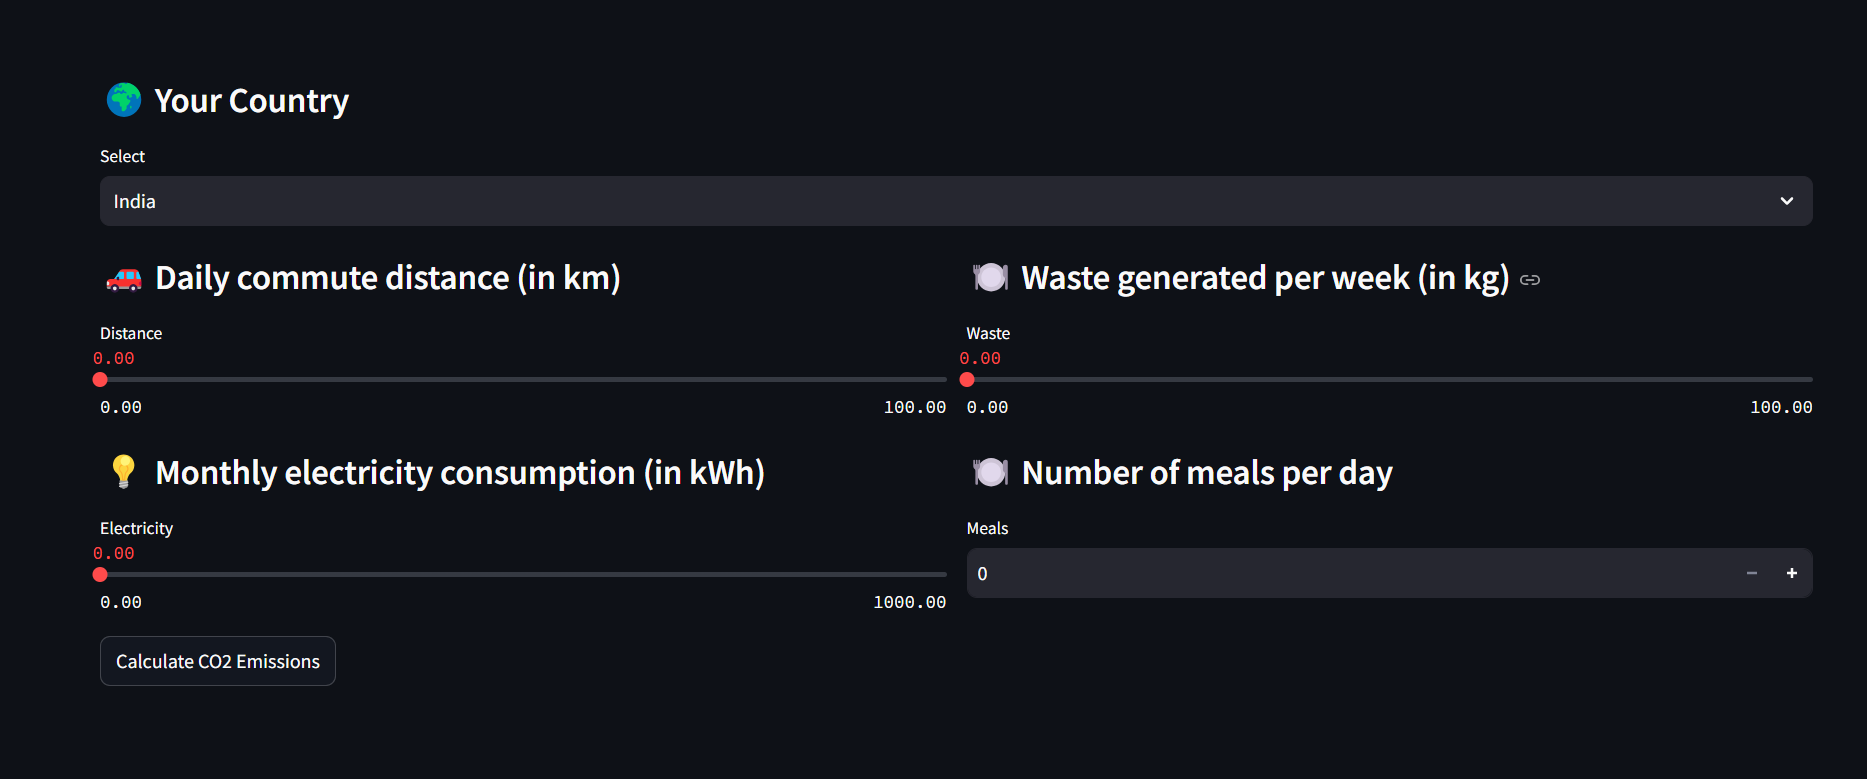 Your Country
Select
India
Daily commute distance (in km)
Distance
0.00
0.00 100.00
Waste generated per week (in kg)
Waste
0.00
0.00 100.00
Monthly electricity consumption (in kWh)
Electricity
0.00
0.00 1000.00
Number of meals per day
Meals
0
Calculate CO2 Emissions